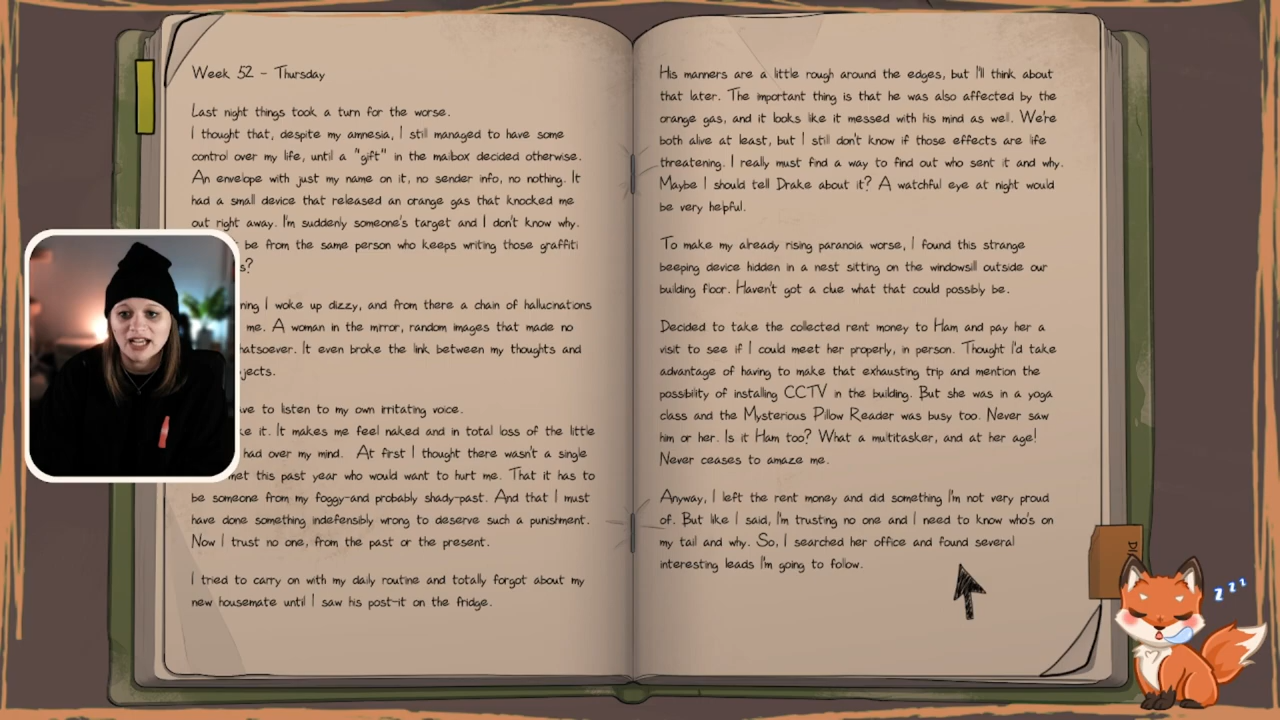 Week 52 - Thursday
Last night things took a turn for the worse.
I thought that, despite my amnesia, I still managed to have some
control over my life, until a "gift" in the mailbox decided otherwise.
An envelope with just my name on it, no sender info, no nothing. It
had a small device that released an orange gas that knocked me
out right away. I'm suddenly someone's target and I don't know why.
be from the same person who keeps writing those graffiti
s?
ning I woke up dizzy, and from there a chain of hallucinations
me. A woman in the mirror, random images that made no
hatsoever. It even broke the link between my thoughts and
jects.
ve to listen to my own irritating voice.
ke it. It makes me feel naked and in total loss of the little
had over my mind. At first I thought there wasn't a single
met this past year who would want to hurt me. That it has to
be someone from my foggy-and probably shady-past. And that I must
have done something indefensibly wrong to deserve such a punishment.
Now I trust no one, from the past or the present.
I tried to carry on with my daily routine and totally forgot about my
new housemate until I saw his post-it on the fridge.
His manners are a little rough around the edges, but I'll think about
that later. The important thing is that he was also affected by the
orange gas, and it looks like it messed with his mind as well. We're
both alive at least, but I still don't know if those effects are life
threatening. I really must find a way to find out who sent it and why.
Maybe I should tell Drake about it? A watchful eye at night would
be very helpful.
To make my already rising paranoia worse, I found this strange
beeping device hidden in a nest sitting on the windowsill outside our
building floor. Haven't got a clue what that could possbly be.
Decided to take the collected rent money to Ham and pay her a
visit to see if I could meet her properly, in person. Thought I'd take
advantage of having to make that exhausting trip and mention the
possibility of installing CCTV in the building. But she was in a yoga
class and the Mysterious Pillow Reader was busy too. Never saw
him or her. Is it Ham too? What a multitasker, and at her age!
Never ceases to amaze me.
Anyway, I left the rent money and did something I'm not very proud
of. But like I said, I'm trusting no one and I need to know who's on
my tail and why. So, I searched her office and found several
interesting leads I'm going to follow.
z z z